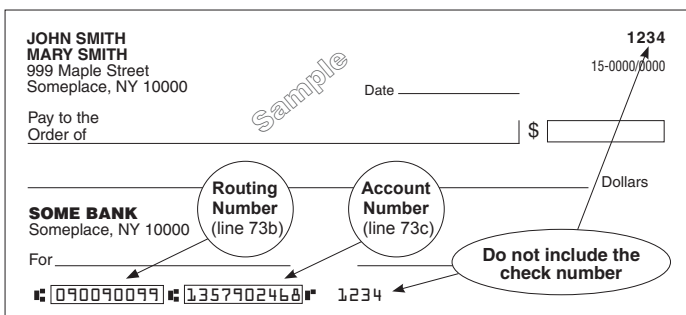 JOHN SMITH
MARY SMITH
999 Maple Street
Someplace, NY 10000
1234
15-0000/0000
Sample
Date
Pay to the
Order of
$
Dollars
Routing
Number
(line 73b)
Account
Number
(line 73c)
SOME BANK
Someplace, NY 10000
For
Do not include the
check number
⑆ 090090099 ⑆ 1357902468 ⑈ 1234